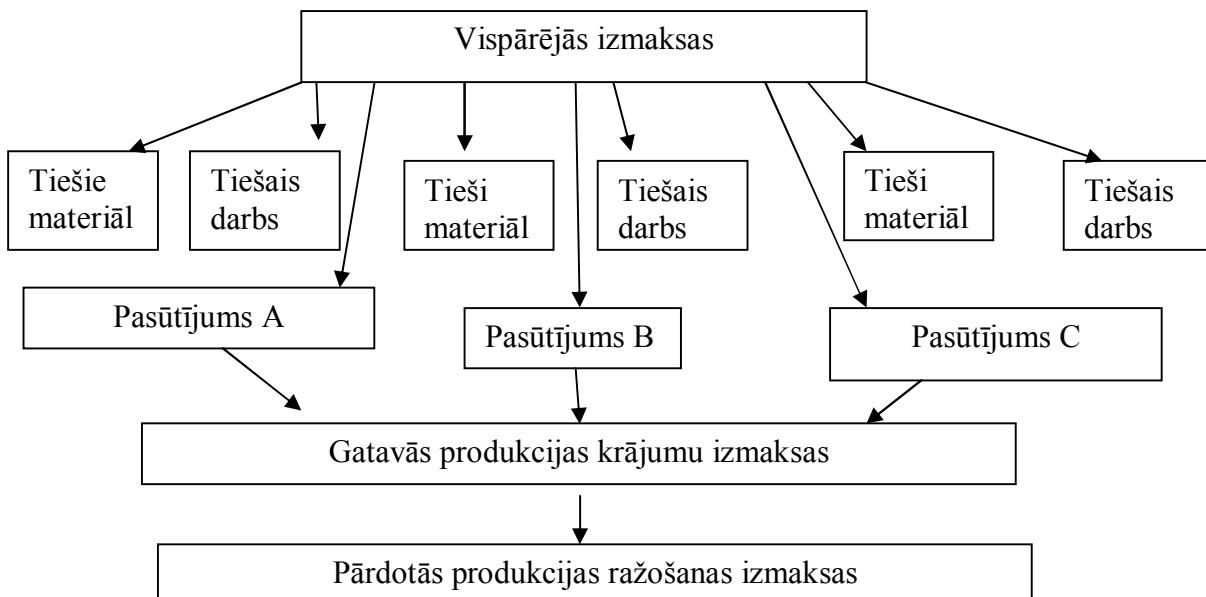 Vispārējās izmaksas
Tiešie
materiāl
Tiešais
darbs
Tieši
materiāl
Tiešais
darbs
Tieši
materiāl
Tiešais
darbs
Pasūtījums A
Pasūtījums B
Pasūtījums C
Gatavās produkcijas krājumu izmaksas
Pārdotās produkcijas ražošanas izmaksas